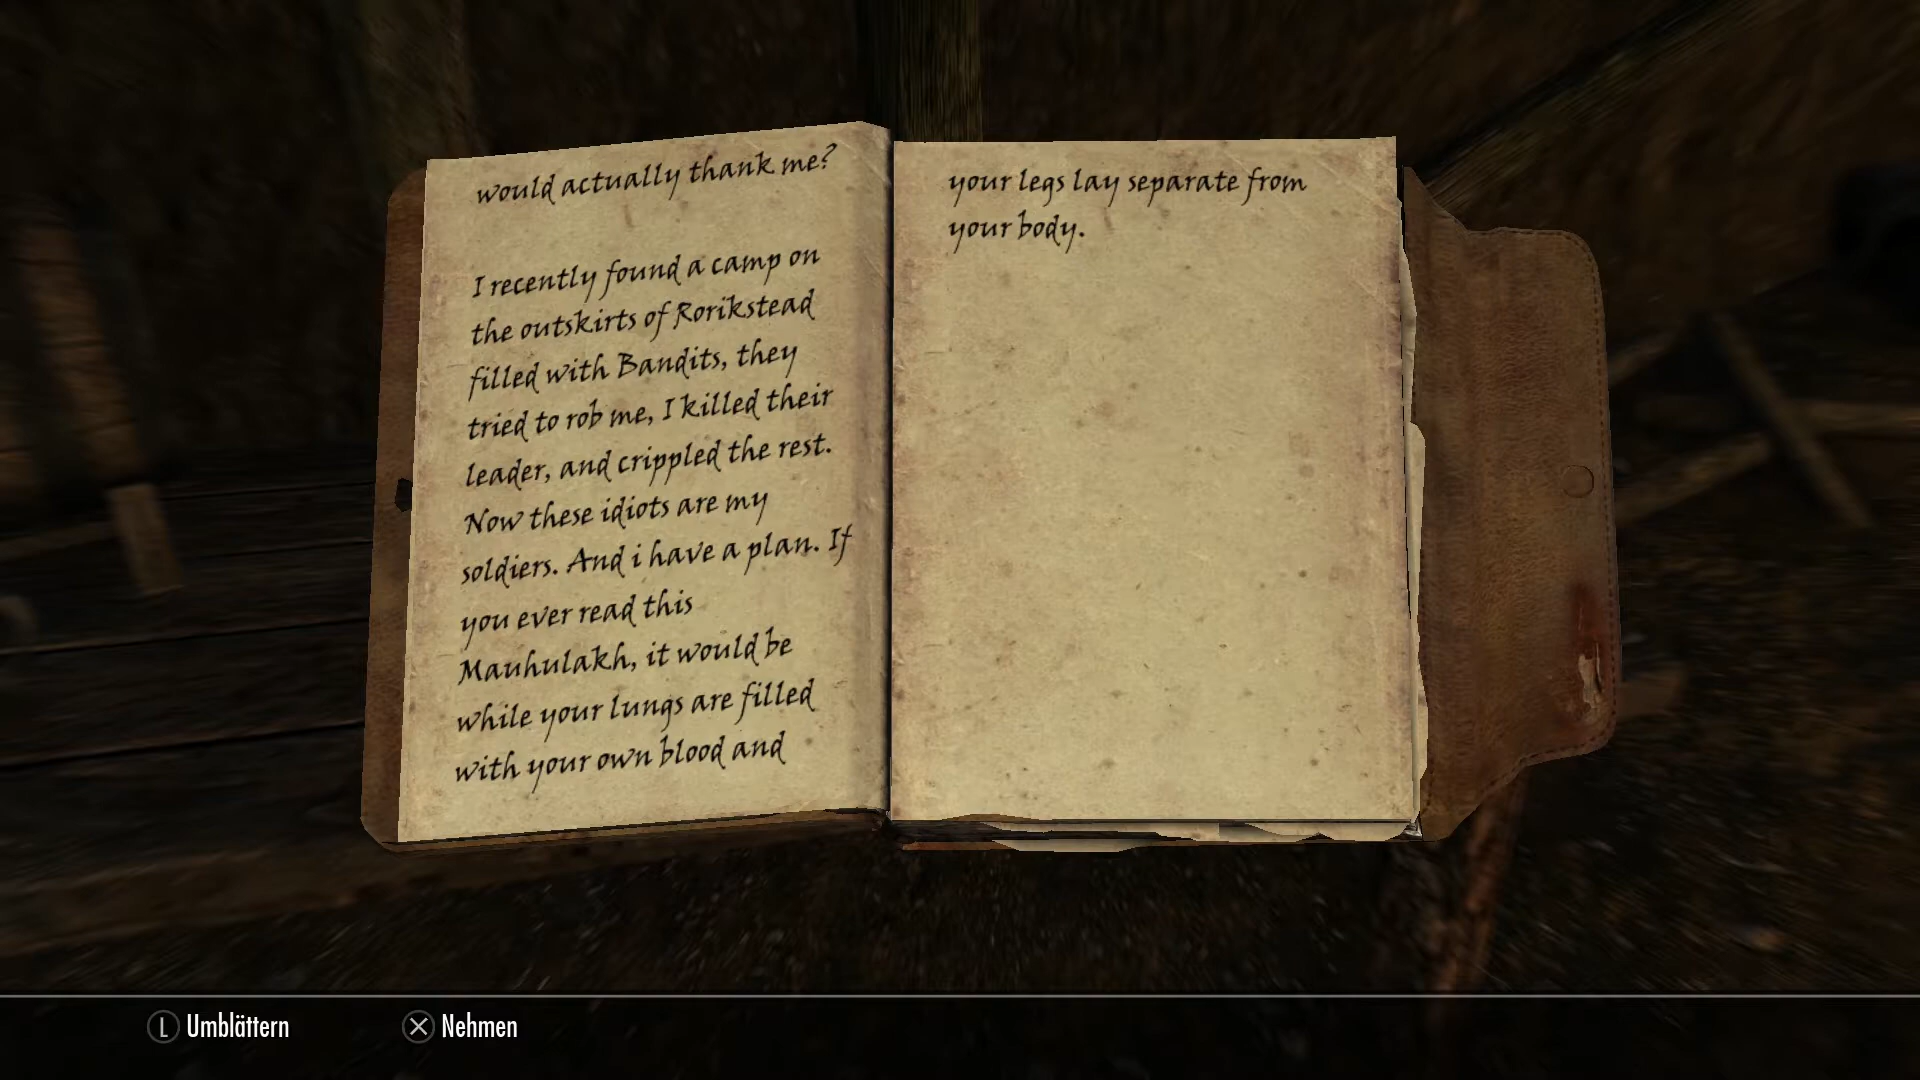 would actually thank me?
I recently found a camp on
the outskirts of Rorikstead
filled with Bandits, they
tried to rob me, I killed their
leader, and crippled the rest.
Now these idiots are my
soldiers. And i have a plan. If
you ever read this
Mauhulakh, it would be
while your lungs are filled
with your own blood and
your legs lay separate from
your body.
L Umblättern
X Nehmen